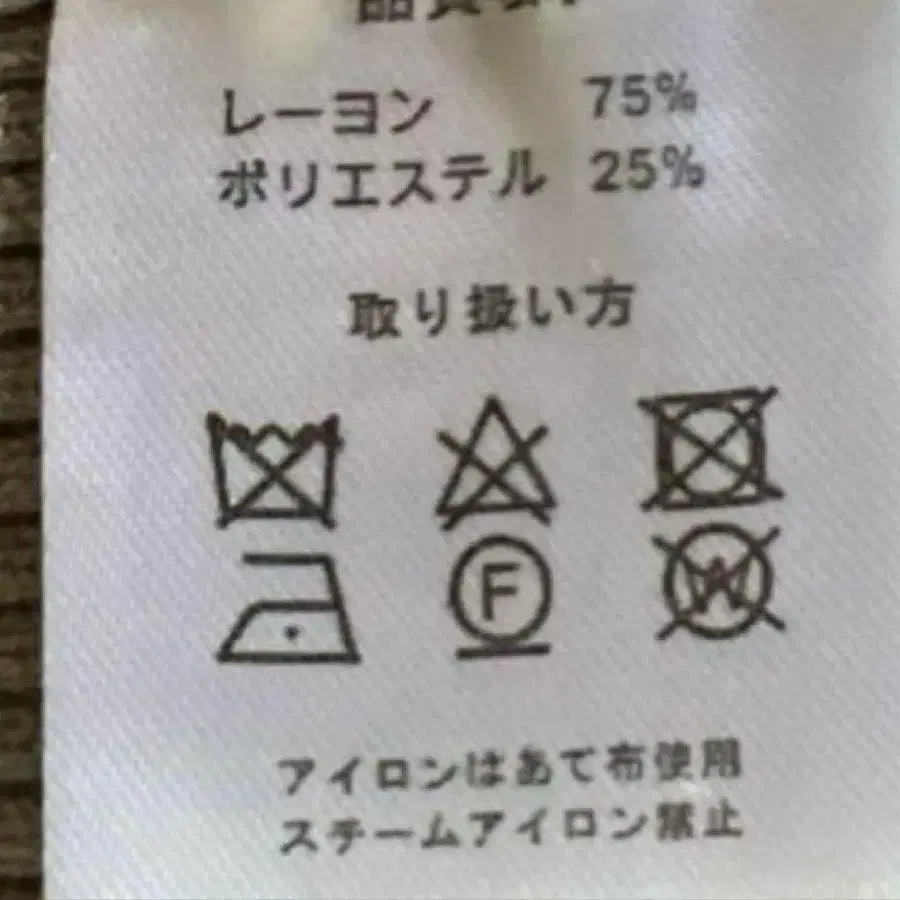 レーヨン 75%
ポリエステル 25%
取り扱い方
F W
アイロンはあて布使用
スチームアイロン禁止